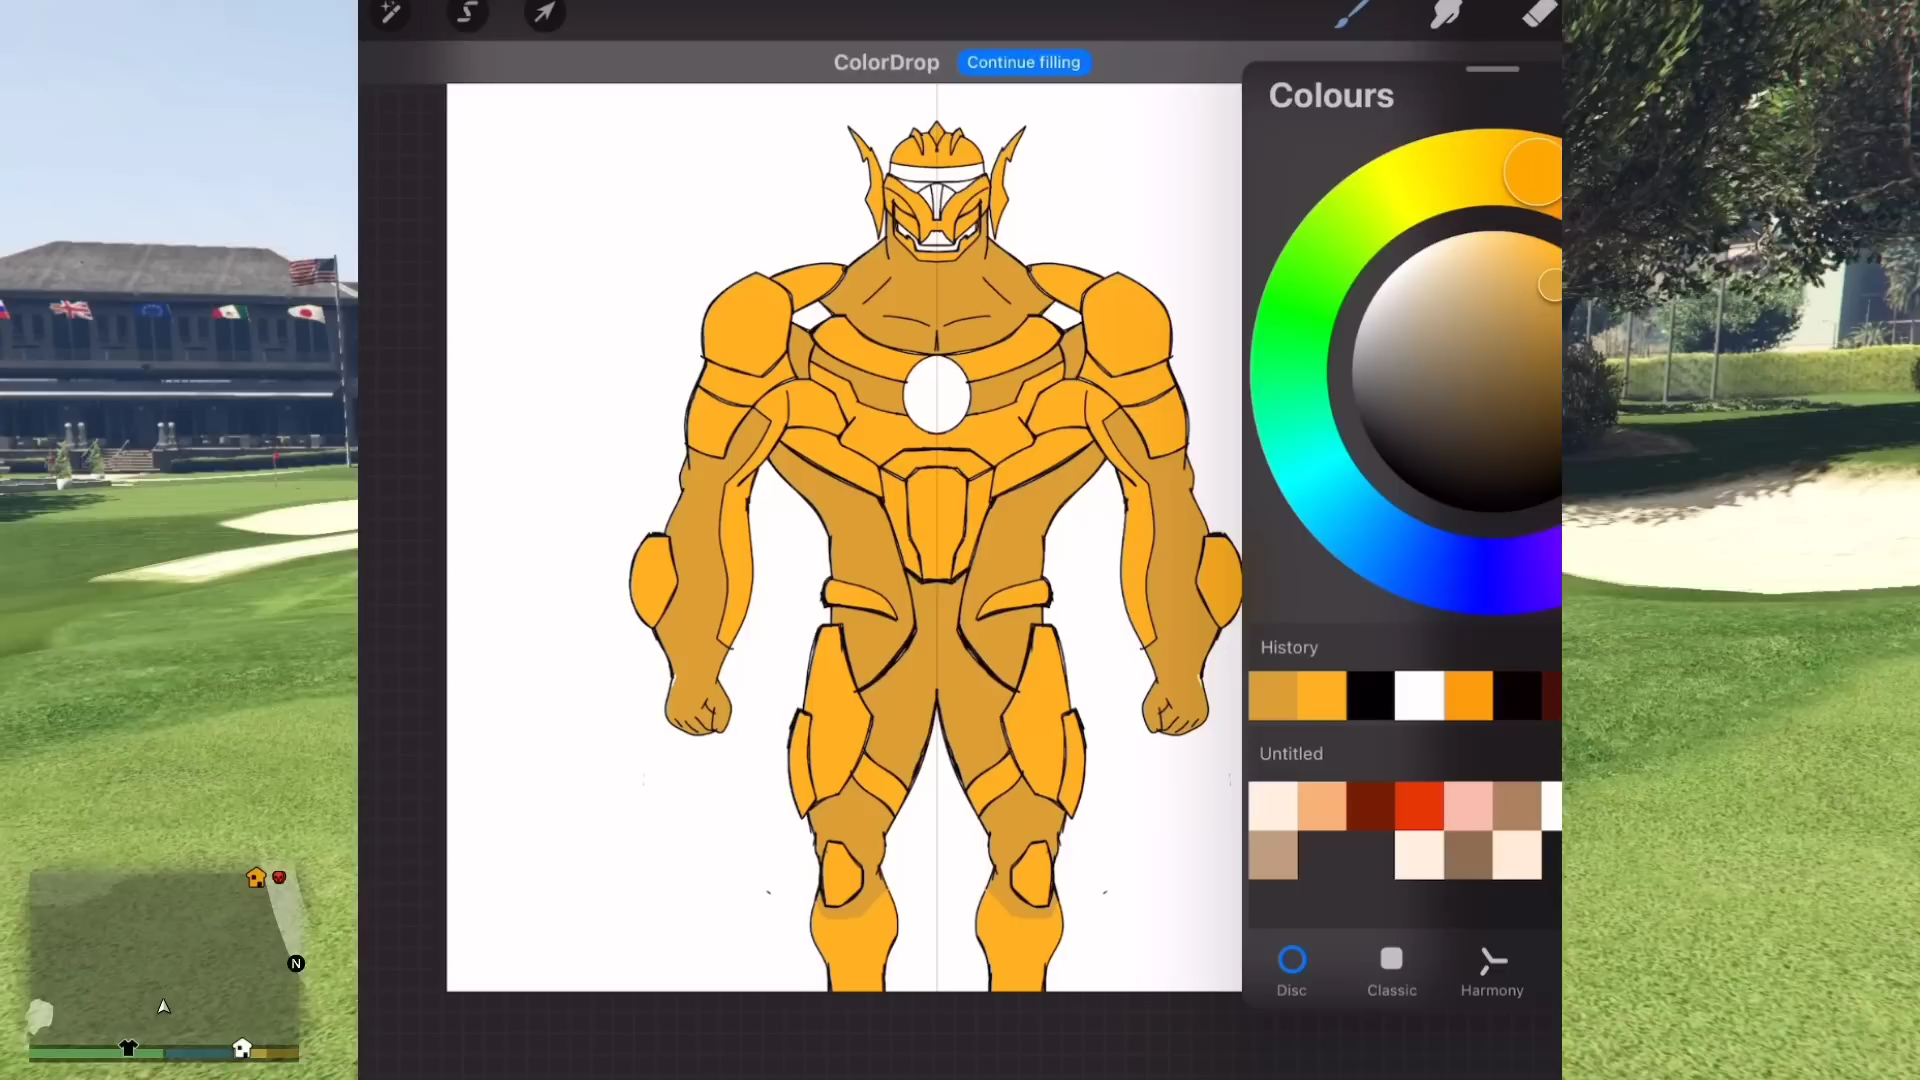 ColorDrop
Continue filling
Colours
History
Untitled
Disc
Classic
Harmony
N